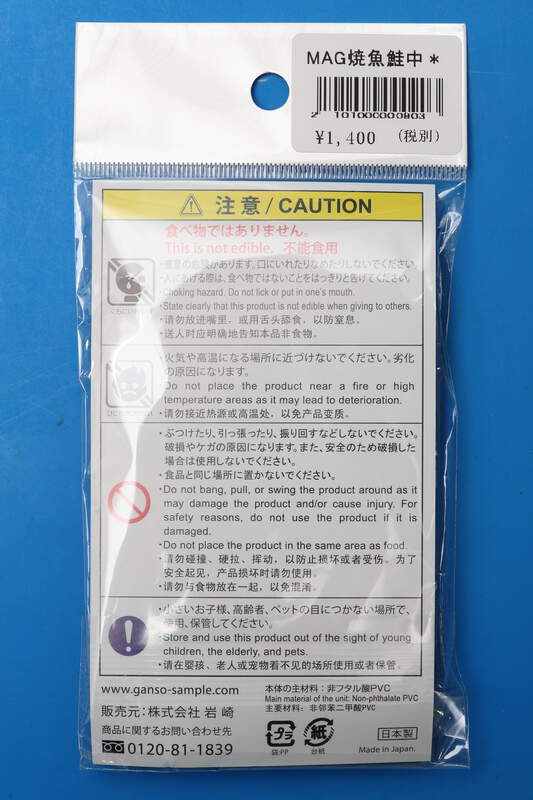 MAG焼魚鮭中＊
2 101000000903
¥1,400 （税別）
注意 / CAUTION
食べ物ではありません。
This is not edible. 不能食用
・窒息の危険があります。口にいれたりなめたりしないでください。
・人にあげる際は、食べ物ではないことをはっきりと告げてください。
・Choking hazard. Do not lick or put in one's mouth.
・State clearly that this product is not edible when giving to others.
・请勿放进嘴里，或用舌头舔食，以防窒息。
・送人时应明确地告知本品非食物。
・火気や高温になる場所に近づけないでください。劣化
の原因になります。
・Do not place the product near a fire or high
temperature areas as it may lead to deterioration.
・请勿接近热源或高温处，以免产品变质。
・ぶつけたり、引っ張ったり、振り回すなどしないでください。
破損やケガの原因になります。また、安全のため破損した
場合は使用しないでください。
・食品と同じ場所に置かないでください。
・Do not bang, pull, or swing the product around as it
may damage the product and/or cause injury. For
safety reasons, do not use the product if it is
damaged.
・Do not place the product in the same area as food.
・请勿碰撞、硬拉、挥动，以防止损坏或者受伤。为了
安全起见，产品损坏时请勿使用。
・请勿与食物放在一起，以免混淆。
・小さいお子様、高齢者、ペットの目につかない場所で、
使用、保管してください。
・Store and use this product out of the sight of young
children, the elderly, and pets.
・请在婴孩、老人或宠物看不见的场所使用或者保管。
www.ganso-sample.com
販売元：株式会社 岩崎
商品に関するお問い合わせ先
0120-81-1839
本体の主材料：非フタル酸PVC
Main material of the unit: Non-phthalate PVC
主要材料：非邻苯二甲酸PVC
プラ
袋:PP
紙
台紙
日本製
Made in Japan.